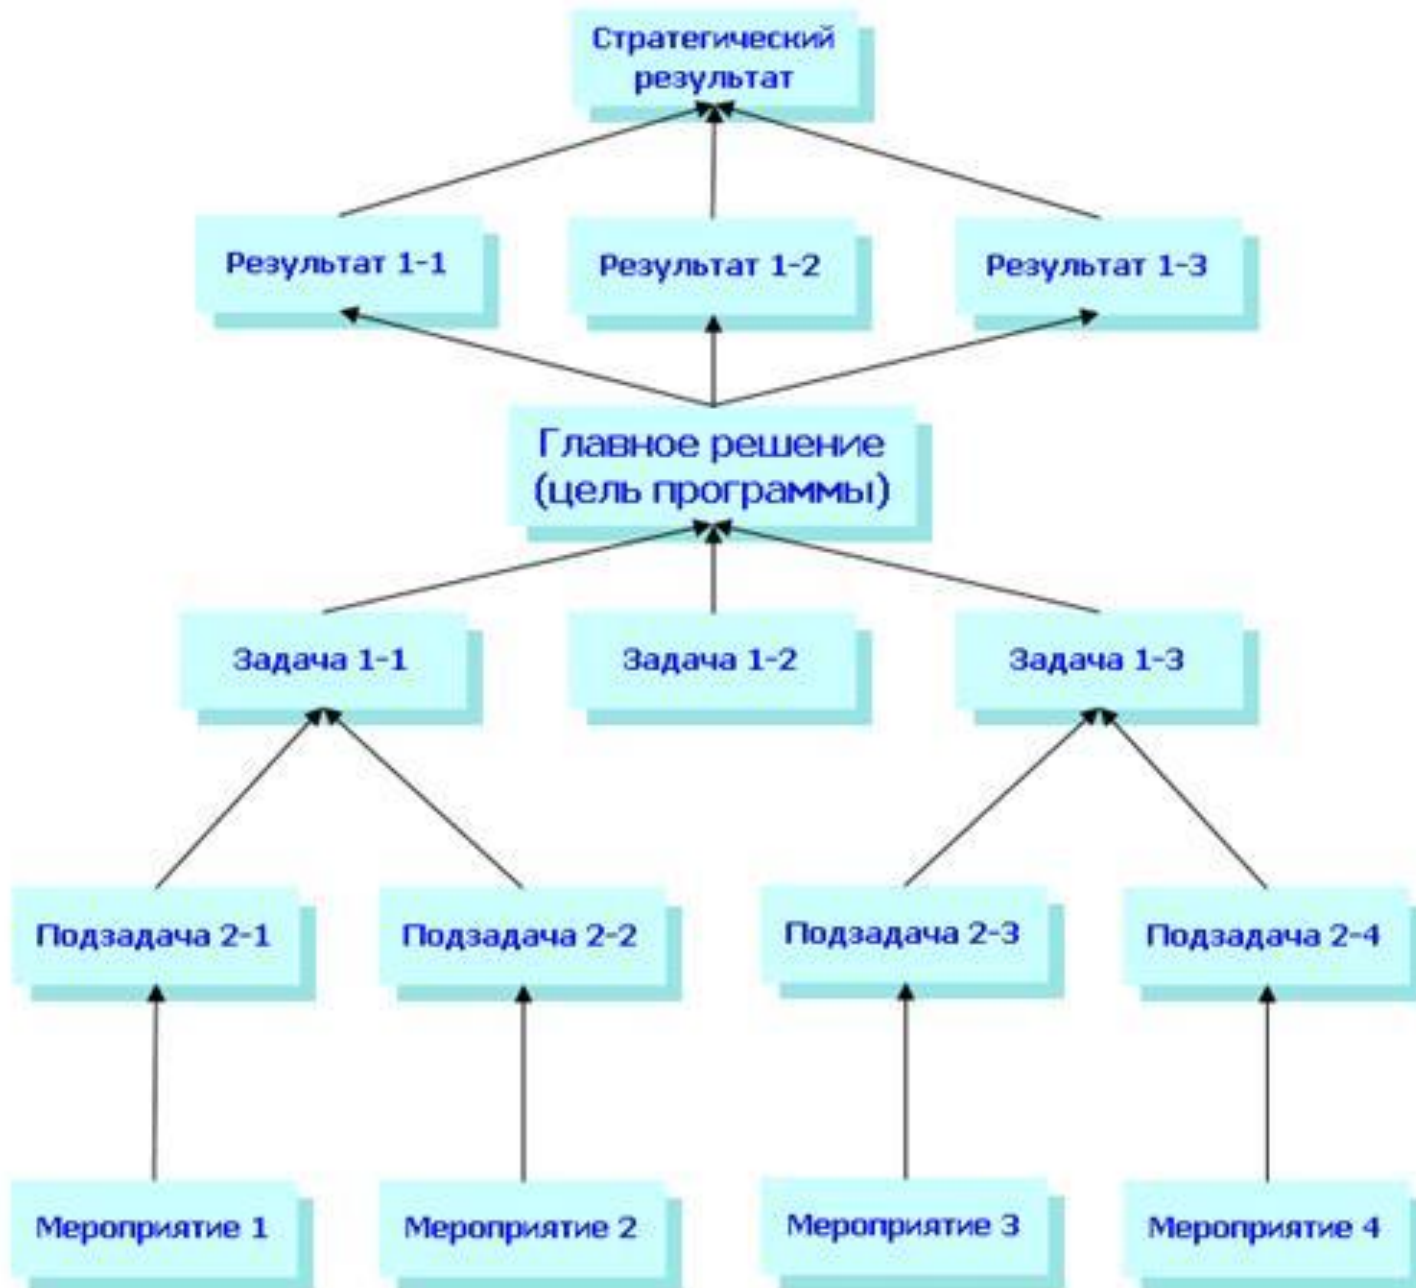 Стратегический
результат
Результат 1-1
Результат 1-2
Результат 1-3
Главное решение
(цель программы)
Задача 1-1
Задача 1-2
Задача 1-3
Подзадача 2-1
Подзадача 2-2
Подзадача 2-3
Подзадача 2-4
Мероприятие 1
Мероприятие 2
Мероприятие 3
Мероприятие 4